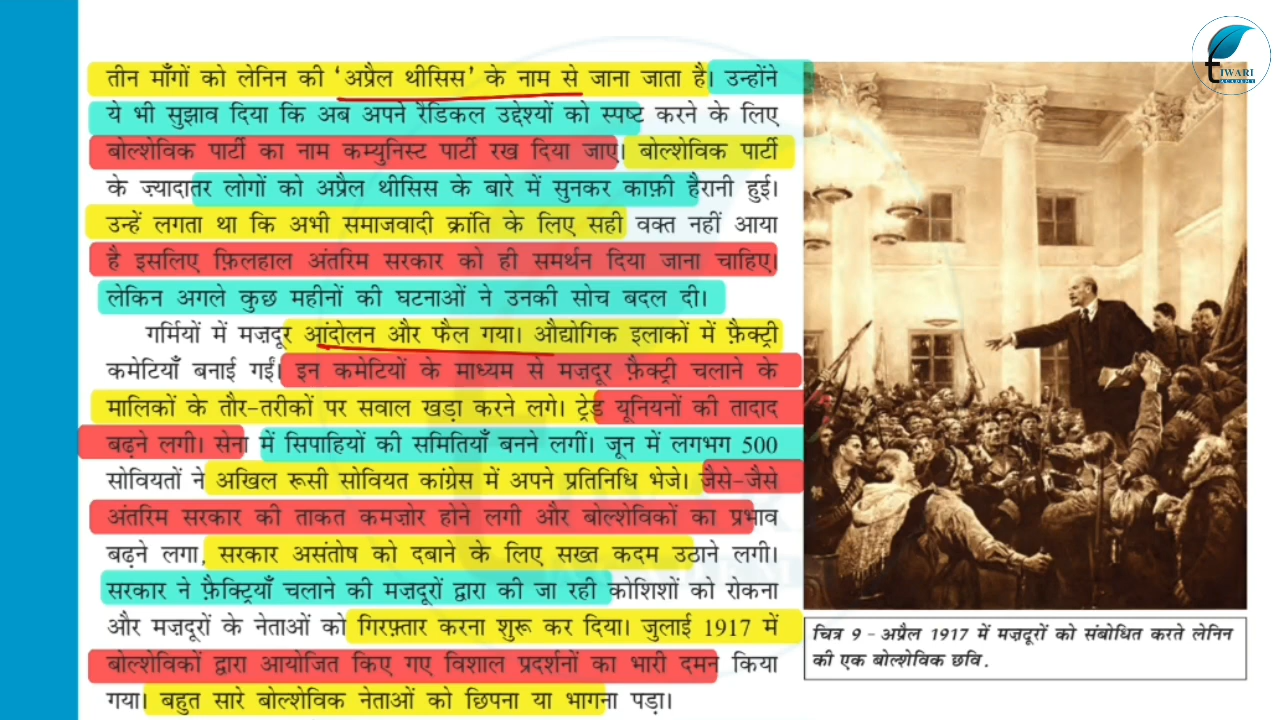 तीन माँगों को लेनिन की ‘अप्रैल थीसिस’ के नाम से जाना जाता है। उन्होंने
ये भी सुझाव दिया कि अब अपने रैडिकल उद्देश्यों को स्पष्ट करने के लिए
बोल्शेविक पार्टी का नाम कम्युनिस्ट पार्टी रख दिया जाए। बोल्शेविक पार्टी
के ज़्यादातर लोगों को अप्रैल थीसिस के बारे में सुनकर काफ़ी हैरानी हुई।
उन्हें लगता था कि अभी समाजवादी क्रांति के लिए सही वक्त नहीं आया
है इसलिए फ़िलहाल अंतरिम सरकार को ही समर्थन दिया जाना चाहिए।
लेकिन अगले कुछ महीनों की घटनाओं ने उनकी सोच बदल दी।
गर्मियों में मज़दूर आंदोलन और फैल गया। औद्योगिक इलाकों में फ़ैक्ट्री
कमेटियाँ बनाई गईं। इन कमेटियों के माध्यम से मज़दूर फ़ैक्ट्री चलाने के
मालिकों के तौर-तरीकों पर सवाल खड़ा करने लगे। ट्रेड यूनियनों की तादाद
बढ़ने लगी। सेना में सिपाहियों की समितियाँ बनने लगीं। जून में लगभग 500
सोवियतों ने अखिल रूसी सोवियत कांग्रेस में अपने प्रतिनिधि भेजे। जैसे-जैसे
अंतरिम सरकार की ताकत कमज़ोर होने लगी और बोल्शेविकों का प्रभाव
बढ़ने लगा, सरकार असंतोष को दबाने के लिए सख्त कदम उठाने लगी।
सरकार ने फ़ैक्ट्रियाँ चलाने की मज़दूरों द्वारा की जा रही कोशिशों को रोकना
और मज़दूरों के नेताओं को गिरफ़्तार करना शुरू कर दिया। जुलाई 1917 में
बोल्शेविकों द्वारा आयोजित किए गए विशाल प्रदर्शनों का भारी दमन किया
गया। बहुत सारे बोल्शेविक नेताओं को छिपना या भागना पड़ा।
tIWARI
ACADEMY
चित्र 9 - अप्रैल 1917 में मज़दूरों को संबोधित करते लेनिन
की एक बोल्शेविक छवि.